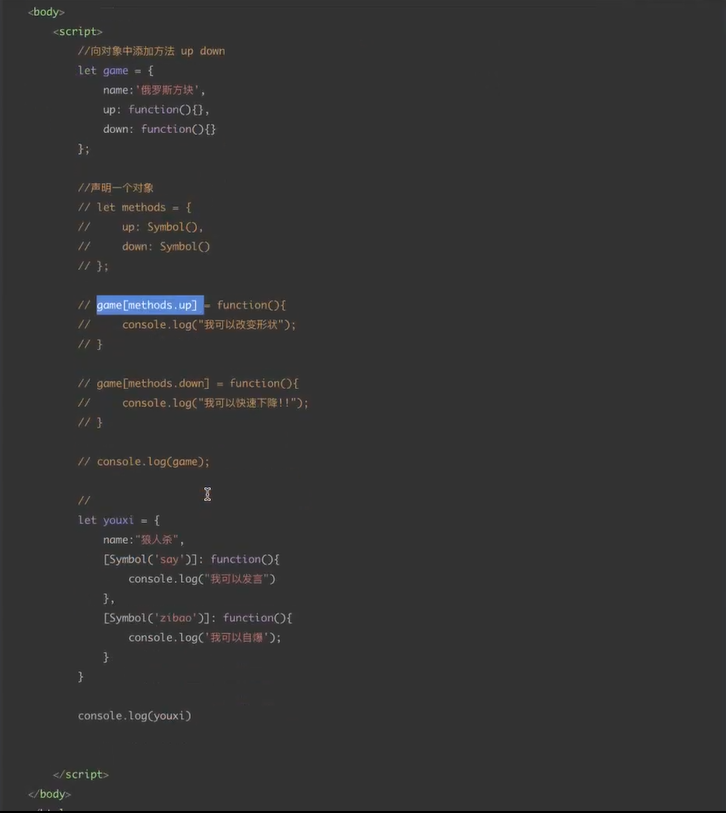 <body>
<script>
//向对象中添加方法 up down
let game = {
name:'俄罗斯方块',
up: function(){},
down: function(){}
};
//声明一个对象
// let methods = {
// up: Symbol(),
// down: Symbol()
// };
// game[methods.up] = function(){
// console.log("我可以改变形状");
// }
// game[methods.down] = function(){
// console.log("我可以快速下降!!");
// }
// console.log(game);
//
let youxi = {
name:"狼人杀",
[Symbol('say')]: function(){
console.log("我可以发言")
},
[Symbol('zibao')]: function(){
console.log('我可以自爆');
}
}
console.log(youxi)
</script>
</body>